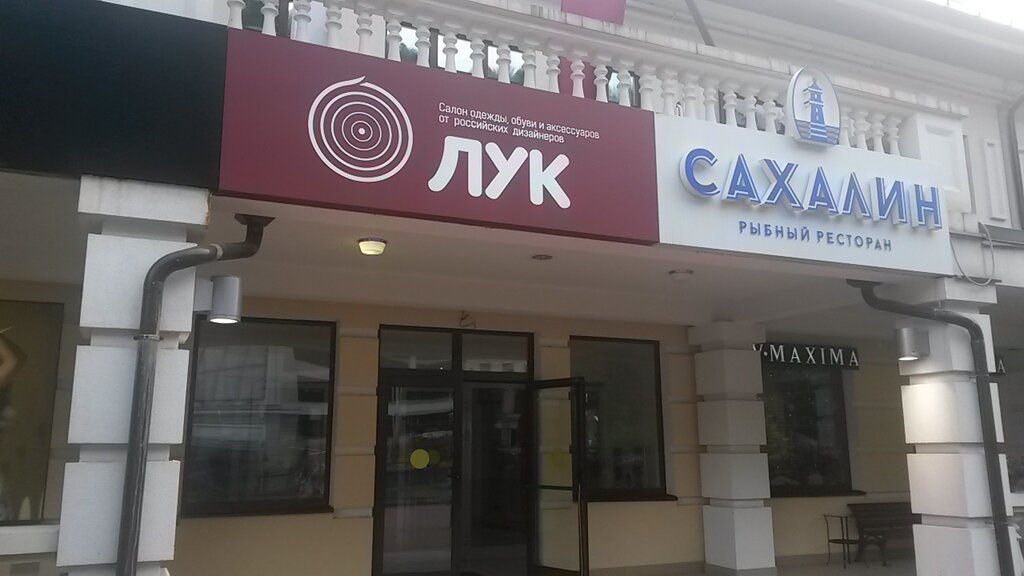 Салон одежды, обуви и аксессуаров
от российских дизайнеров
ЛУК
САХАЛИН
РЫБНЫЙ РЕСТОРАН
MAXIMA